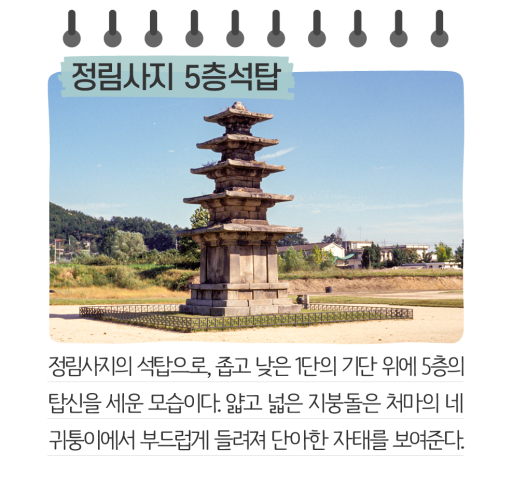 정림사지 5층석탑
정림사지의 석탑으로, 좁고 낮은 1단의 기단 위에 5층의
탑신을 세운 모습이다. 얇고 넓은 지붕돌은 처마의 네
귀퉁이에서 부드럽게 들려져 단아한 자태를 보여준다.